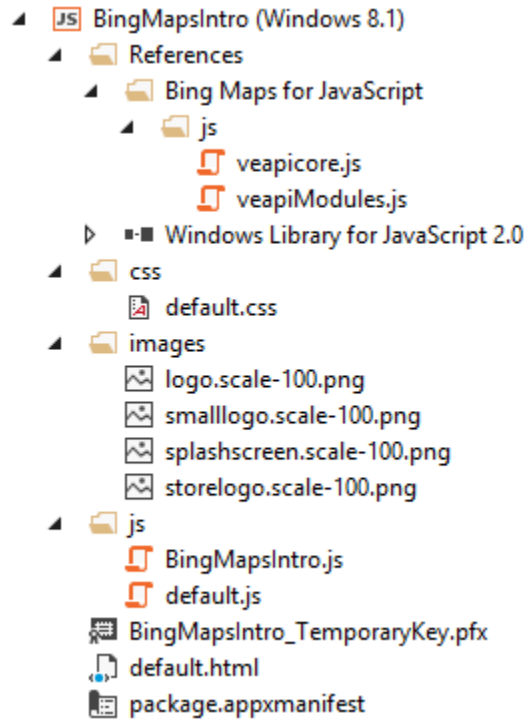 JS BingMapsIntro (Windows 8.1)
References
Bing Maps for JavaScript
js
veapicore.js
veapiModules.js
Windows Library for JavaScript 2.0
css
default.css
images
logo.scale-100.png
smalllogo.scale-100.png
splashscreen.scale-100.png
storelogo.scale-100.png
js
BingMapsIntro.js
default.js
BingMapsIntro_TemporaryKey.pfx
default.html
package.appxmanifest